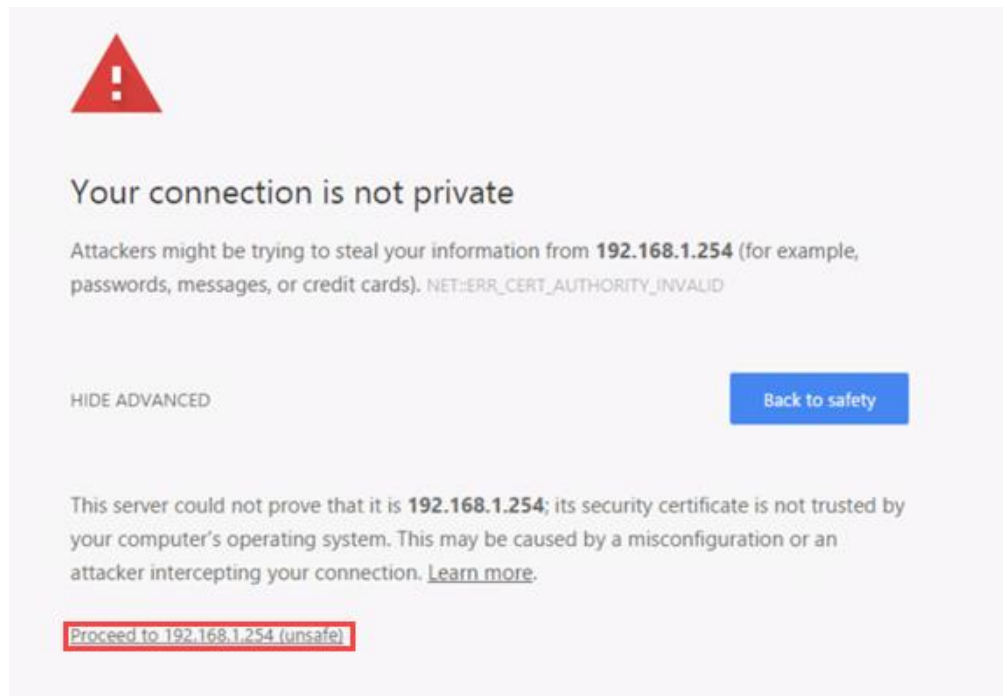 Your connection is not private
Attackers might be trying to steal your information from 192.168.1.254 (for example,
passwords, messages, or credit cards). NET::ERR_CERT_AUTHORITY_INVALID
HIDE ADVANCED
Back to safety
This server could not prove that it is 192.168.1.254; its security certificate is not trusted by
your computer's operating system. This may be caused by a misconfiguration or an
attacker intercepting your connection. Learn more.
Proceed to 192.168.1.254 (unsafe)